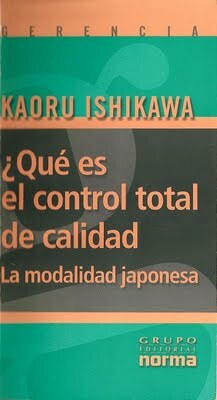 GERENCIA
KAORU ISHIKAWA
¿Qué es
el control total
de calidad
La modalidad japonesa
GRUPO
EDITORIAL
norma